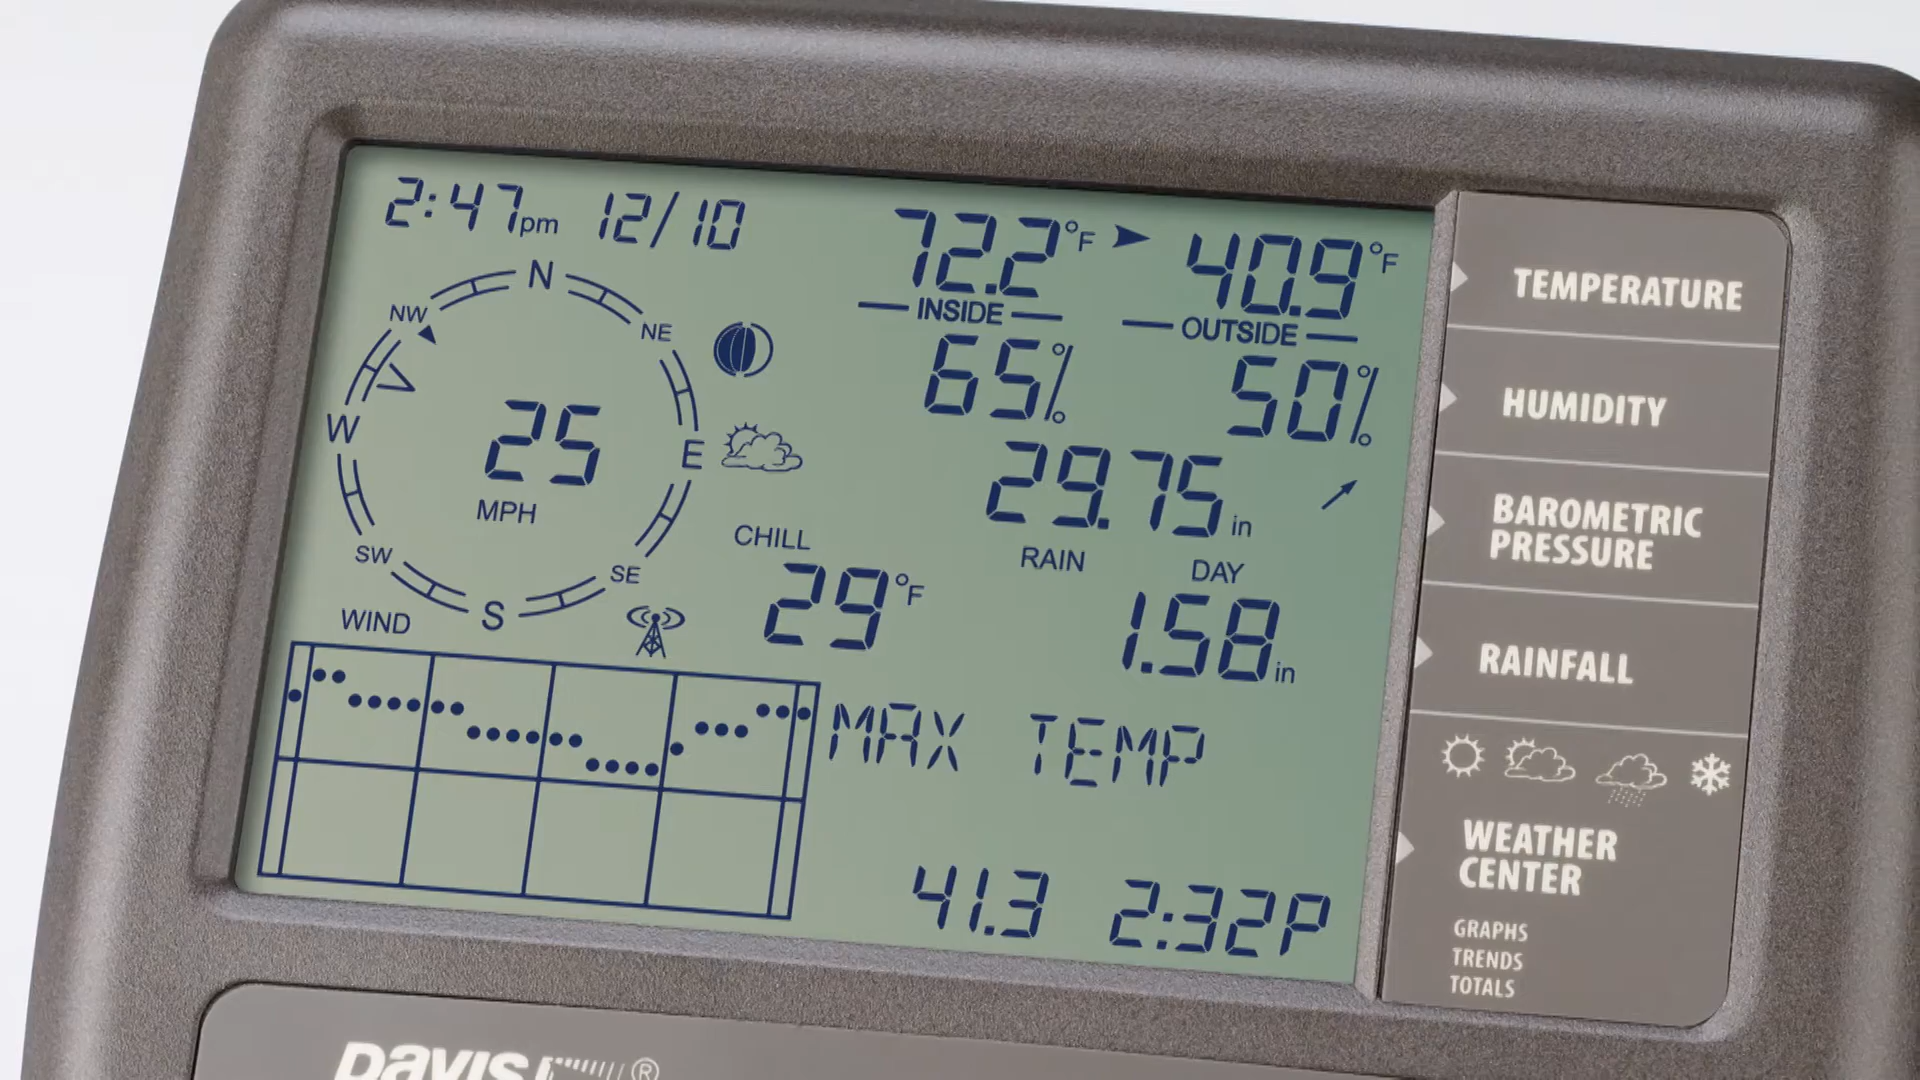 2:47pm 12/10
72.2°F
40.9°F
INSIDE
OUTSIDE
65%
50%
N
NW
NE
W
E
SW
SE
S
25
MPH
WIND
29.75in
CHILL
29°F
RAIN DAY
1.58in
MAX TEMP
41.3 2:32P
TEMPERATURE
HUMIDITY
BAROMETRIC
PRESSURE
RAINFALL
WEATHER
CENTER
GRAPHS
TRENDS
TOTALS
DAVIS®